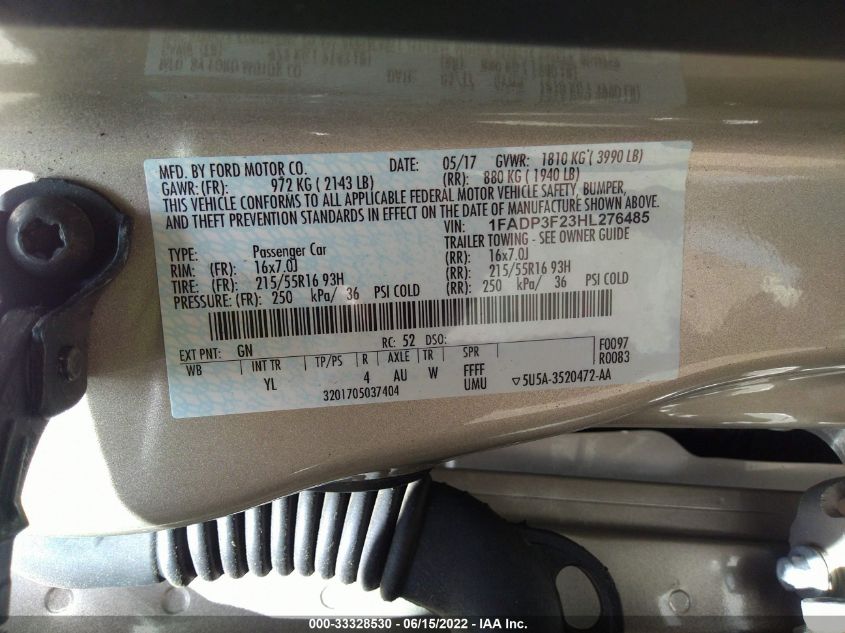 MFD. BY FORD MOTOR CO. DATE: 05/17 GVWR: 1810 KG ( 3990 LB)
GAWR: (FR): 972 KG ( 2143 LB) (RR): 880 KG ( 1940 LB)
THIS VEHICLE CONFORMS TO ALL APPLICABLE FEDERAL MOTOR VEHICLE SAFETY, BUMPER,
AND THEFT PREVENTION STANDARDS IN EFFECT ON THE DATE OF MANUFACTURE SHOWN ABOVE.
VIN: 1FADP3F23HL276485
TYPE: Passenger Car TRAILER TOWING - SEE OWNER GUIDE
RIM: (FR): 16x7.0J (RR): 16x7.0J
TIRE: (FR): 215/55R16 93H (RR): 215/55R16 93H
PRESSURE: (FR): 250 kPa/ 36 PSI COLD (RR): 250 kPa/ 36 PSI COLD
EXT PNT: GN RC: 52 DSO: F0097
WB INT TR TP/PS R AXLE TR SPR R0083
YL 4 AU W FFFF
UMU
3201705037404 ▽5U5A-3520472-AA
000-33328530 - 06/15/2022 - IAA Inc.